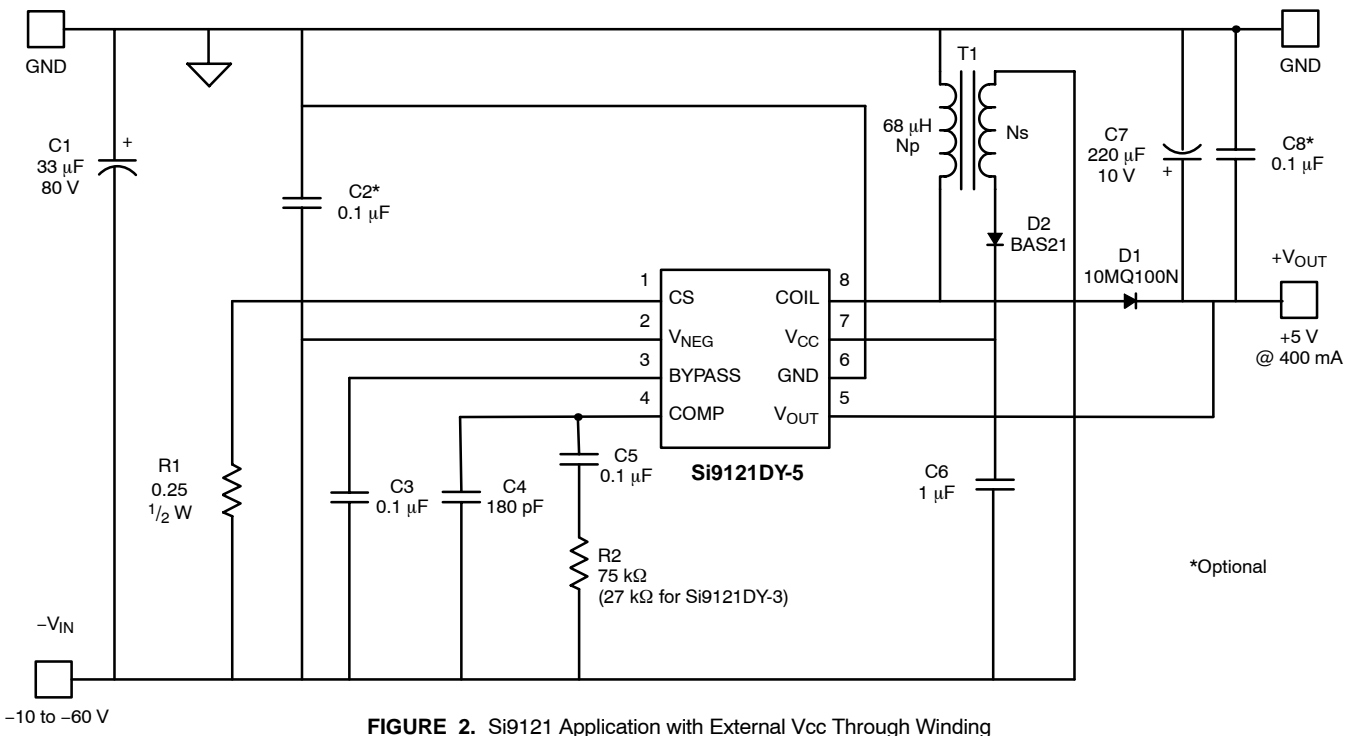 GND
GND
T1
C1
33 μF
80 V
+
68 μH
Np
Ns
C7
220 μF
10 V
+
C8*
0.1 μF
C2*
0.1 μF
D2
BAS21
D1
10MQ100N
+VOUT
+5 V
@ 400 mA
1
CS
COIL
8
2
VNEG
VCC
7
3
BYPASS
GND
6
4
COMP
VOUT
5
Si9121DY-5
R1
0.25
1/2 W
C3
0.1 μF
C4
180 pF
C5
0.1 μF
C6
1 μF
R2
75 kΩ
(27 kΩ for Si9121DY-3)
*Optional
−VIN
−10 to −60 V
FIGURE 2. Si9121 Application with External Vcc Through Winding